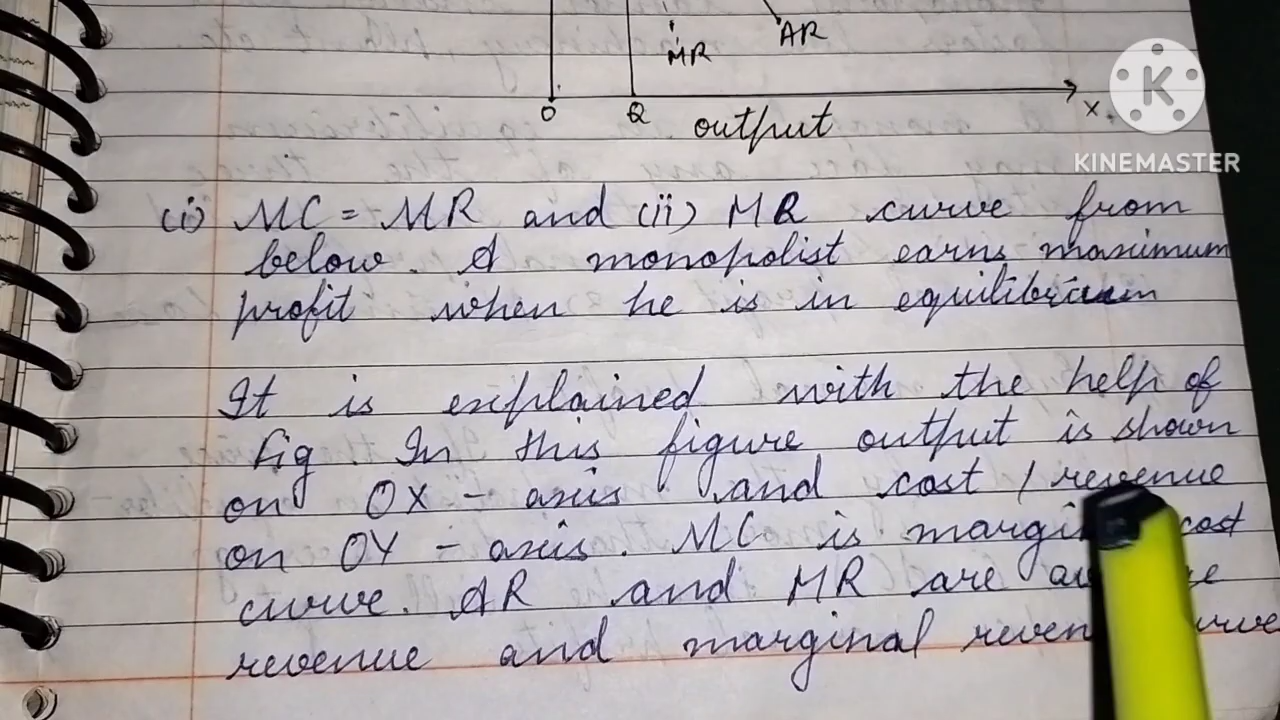 AR
MR
O Q output x
K
KINEMASTER
(i) MC = MR and (ii) MR curve from
below. A monopolist earns maximum
profit when he is in equilibrium
It is explained with the help of
fig. In this figure output is shown
on OX - axis and cost / revenue
on OY - axis. MC is cost
curve. AR and MR are
revenue and marginal